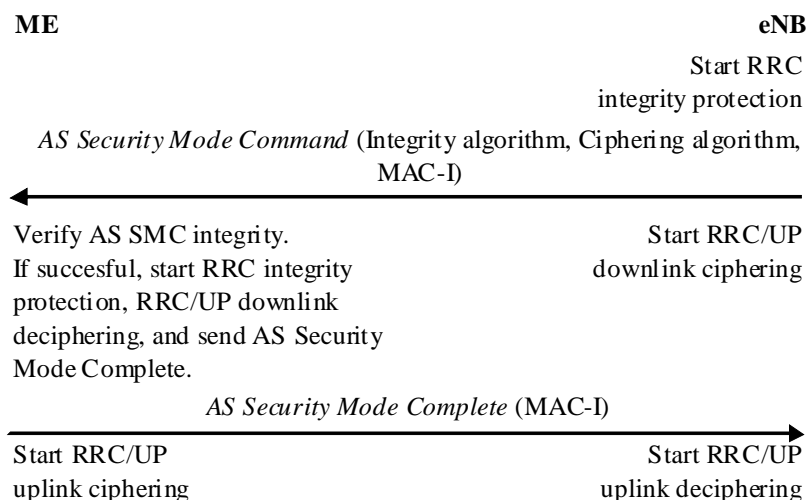 ME eNB
Start RRC
integrity protection
AS Security Mode Command (Integrity algorithm, Ciphering algorithm,
MAC-I)
Verify AS SMC integrity.
If succesful, start RRC integrity
protection, RRC/UP downlink
deciphering, and send AS Security
Mode Complete.
Start RRC/UP
downlink ciphering
AS Security Mode Complete (MAC-I)
Start RRC/UP
uplink ciphering
Start RRC/UP
uplink deciphering